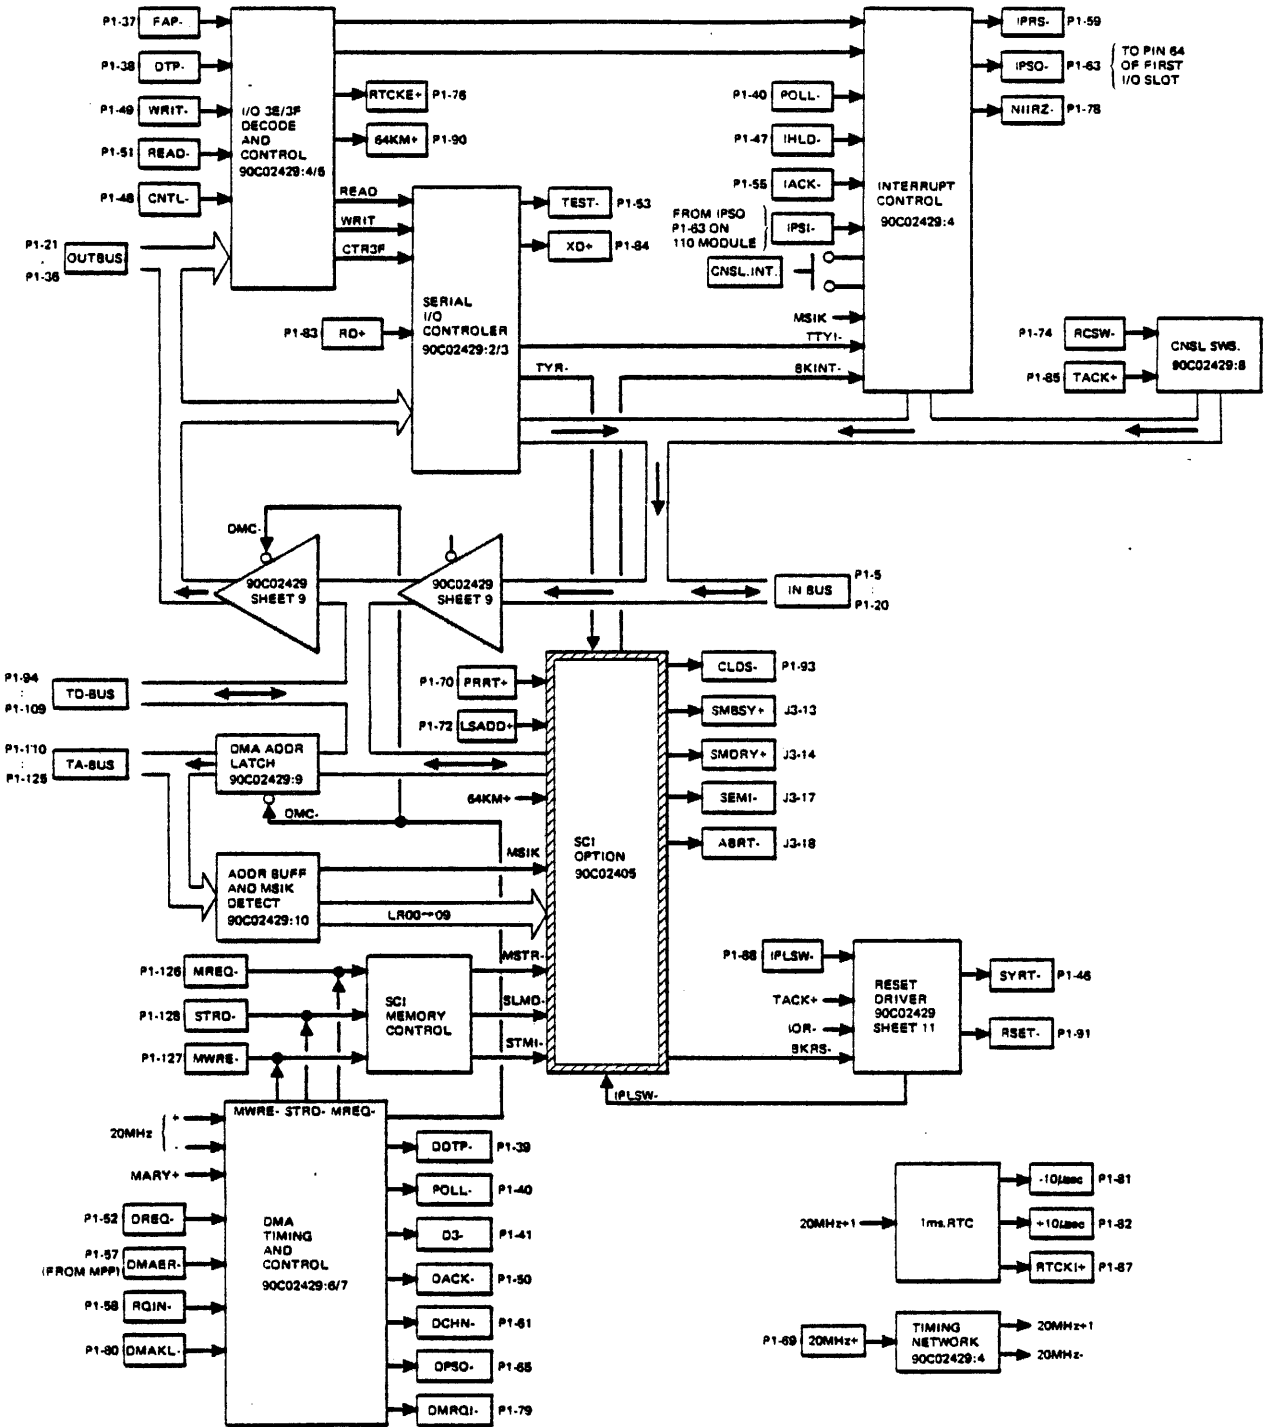 P1-37 FAP-
P1-38 DTP-
P1-49 WRIT-
P1-51 READ-
P1-48 CNTL-
I/O 3E/3F
DECODE
AND
CONTROL
90C02429:4/5
RTCKE+ P1-76
64KM+ P1-90
READ
WRIT
CTR3F
P1-21
:
P1-36
OUTBUS
P1-40 POLL-
P1-47 IHLD-
P1-55 IACK-
FROM IPSO
P1-63 ON
110 MODULE
IPSI-
CNSL.INT.
MSIK
TTYI-
BKINT-
INTERRUPT
CONTROL
90C02429:4
IPRS- P1-59
IPSO- P1-63
TO PIN 64
OF FIRST
I/O SLOT
NIIRZ- P1-78
P1-83 RD+
SERIAL
I/O
CONTROLER
90C02429:2/3
TEST- P1-53
XD+ P1-84
TYR-
P1-74 RCSW-
P1-85 TACK+
CNSL SWS.
90C02429:8
DMC-
90C02429
SHEET 9
90C02429
SHEET 9
IN BUS
P1-5
:
P1-20
P1-94
:
P1-109
TD-BUS
P1-110
:
P1-125
TA-BUS
DMA ADDR
LATCH
90C02429:9
DMC-
ADDR BUFF
AND MSIK
DETECT
90C02429:10
P1-70 PRRT+
P1-72 LSADD+
64KM+
MSIK
LR00→09
MSTR-
SLMD-
STMI-
SCI
OPTION
90C02405
CLDS- P1-93
SMBSY+ J3-13
SMDRY+ J3-14
SEMI- J3-17
ABRT- J3-18
P1-126 MREQ-
P1-128 STRD-
P1-127 MWRE-
SCI
MEMORY
CONTROL
P1-88 IPLSW-
TACK+
IOR-
BKRS-
IPLSW-
RESET
DRIVER
90C02429
SHEET 11
SYRT- P1-46
RSET- P1-91
MWRE- STRD- MREQ-
20MHz
+
-
MARY+
P1-52 DREQ-
P1-57
(FROM MPP)
DMAER-
P1-58 RQIN-
P1-80 DMAKL-
DMA
TIMING
AND
CONTROL
90C02429:6/7
DDTP- P1-39
POLL- P1-40
D3- P1-41
DACK- P1-50
DCHN- P1-61
DPSO- P1-65
DMRQI- P1-79
20MHz+1
1ms.RTC
-10µsec P1-81
+10µsec P1-82
RTCKI+ P1-87
P1-69 20MHz+
TIMING
NETWORK
90C02429:4
20MHz+1
20MHz-